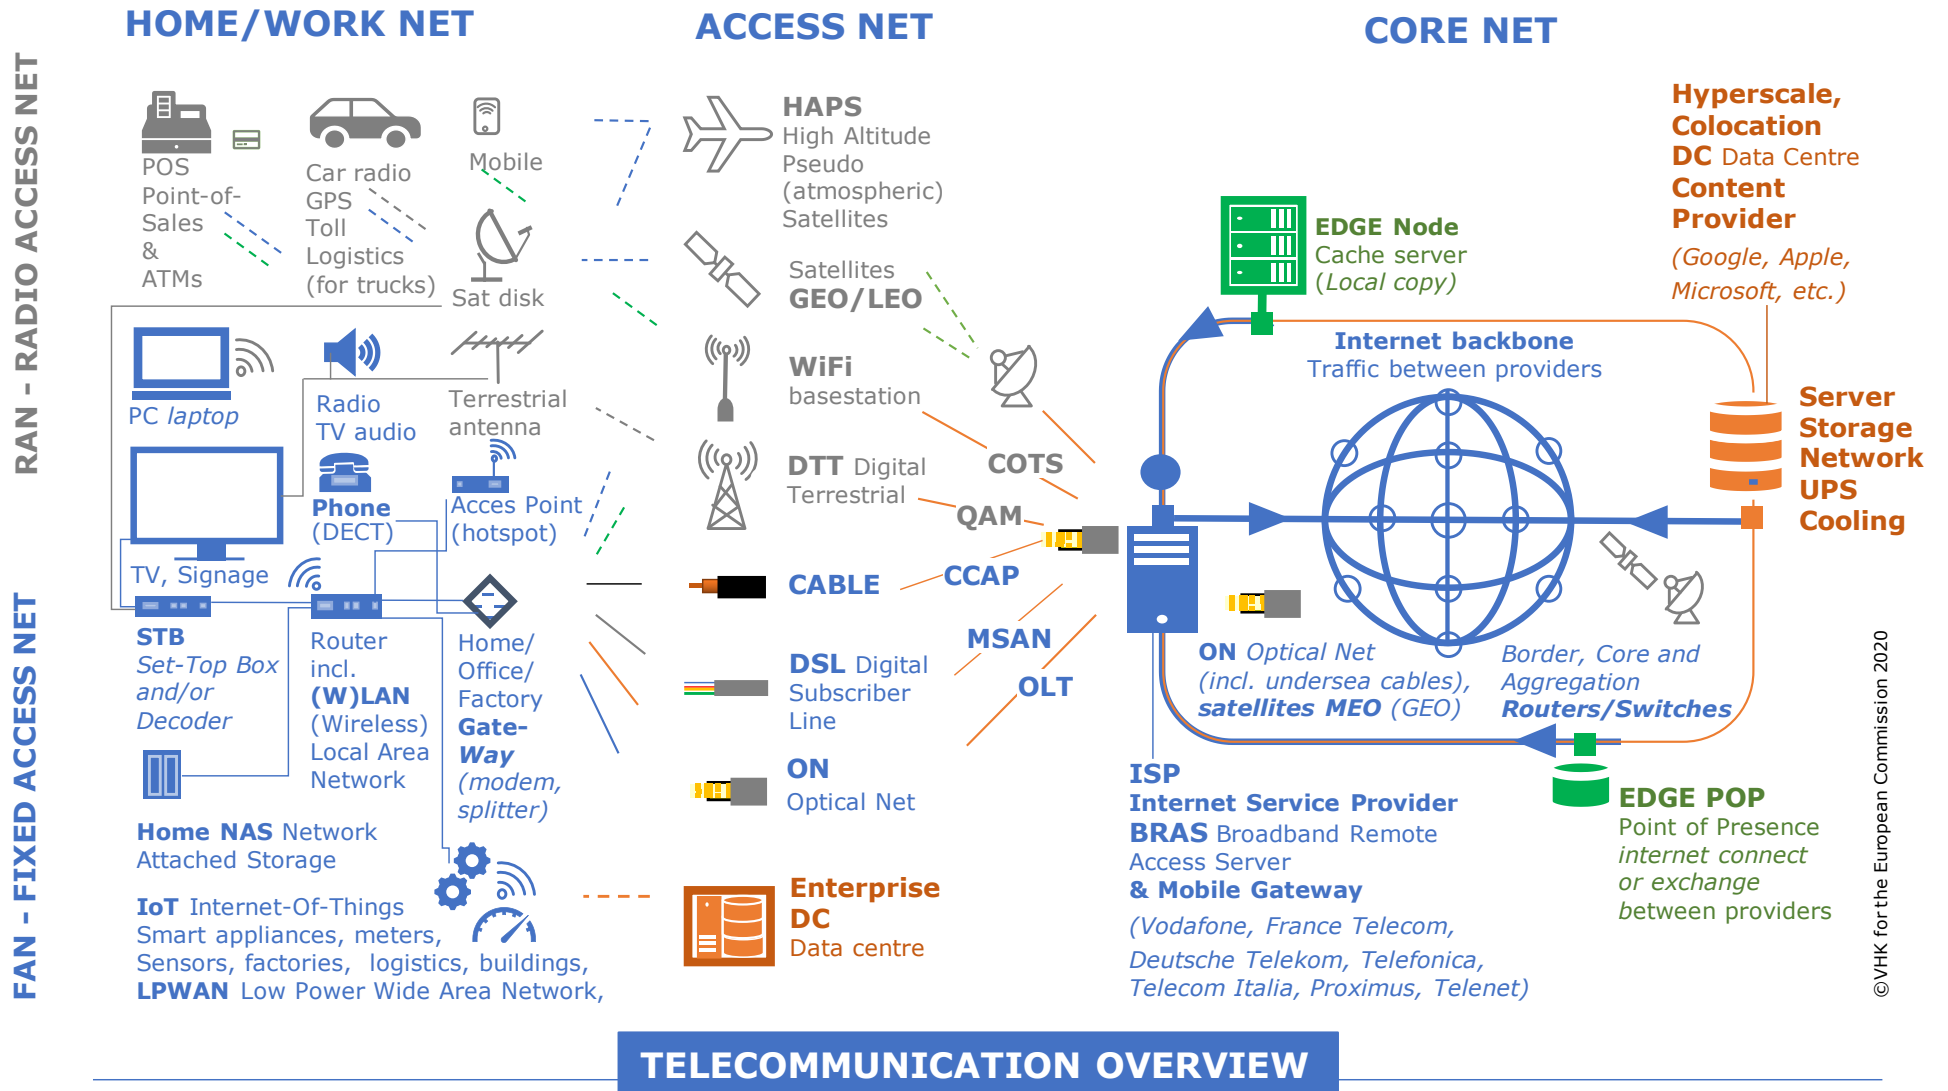 HOME/WORK NET
ACCESS NET
CORE NET
RAN - RADIO ACCESS NET
FAN - FIXED ACCESS NET
POS
Point-of-
Sales
&
ATMs
Car radio
GPS
Toll
Logistics
(for trucks)
Mobile
Sat disk
PC laptop
Radio
TV audio
Terrestrial
antenna
Phone
(DECT)
Acces Point
(hotspot)
TV, Signage
STB
Set-Top Box
and/or
Decoder
Router
incl.
(W)LAN
(Wireless)
Local Area
Network
Home/
Office/
Factory
Gate-
Way
(modem,
splitter)
Home NAS Network
Attached Storage
IoT Internet-Of-Things
Smart appliances, meters,
Sensors, factories, logistics, buildings,
LPWAN Low Power Wide Area Network,
HAPS
High Altitude
Pseudo
(atmospheric)
Satellites
Satellites
GEO/LEO
WiFi
basestation
DTT Digital
Terrestrial
CABLE
DSL Digital
Subscriber
Line
ON
Optical Net
Enterprise
DC
Data centre
COTS
QAM
CCAP
MSAN
OLT
EDGE Node
Cache server
(Local copy)
Internet backbone
Traffic between providers
Hyperscale,
Colocation
DC Data Centre
Content
Provider
(Google, Apple,
Microsoft, etc.)
Server
Storage
Network
UPS
Cooling
ON Optical Net
(incl. undersea cables),
satellites MEO (GEO)
Border, Core and
Aggregation
Routers/Switches
ISP
Internet Service Provider
BRAS Broadband Remote
Access Server
& Mobile Gateway
(Vodafone, France Telecom,
Deutsche Telekom, Telefonica,
Telecom Italia, Proximus, Telenet)
EDGE POP
Point of Presence
internet connect
or exchange
between providers
©VHK for the European Commission 2020
TELECOMMUNICATION OVERVIEW